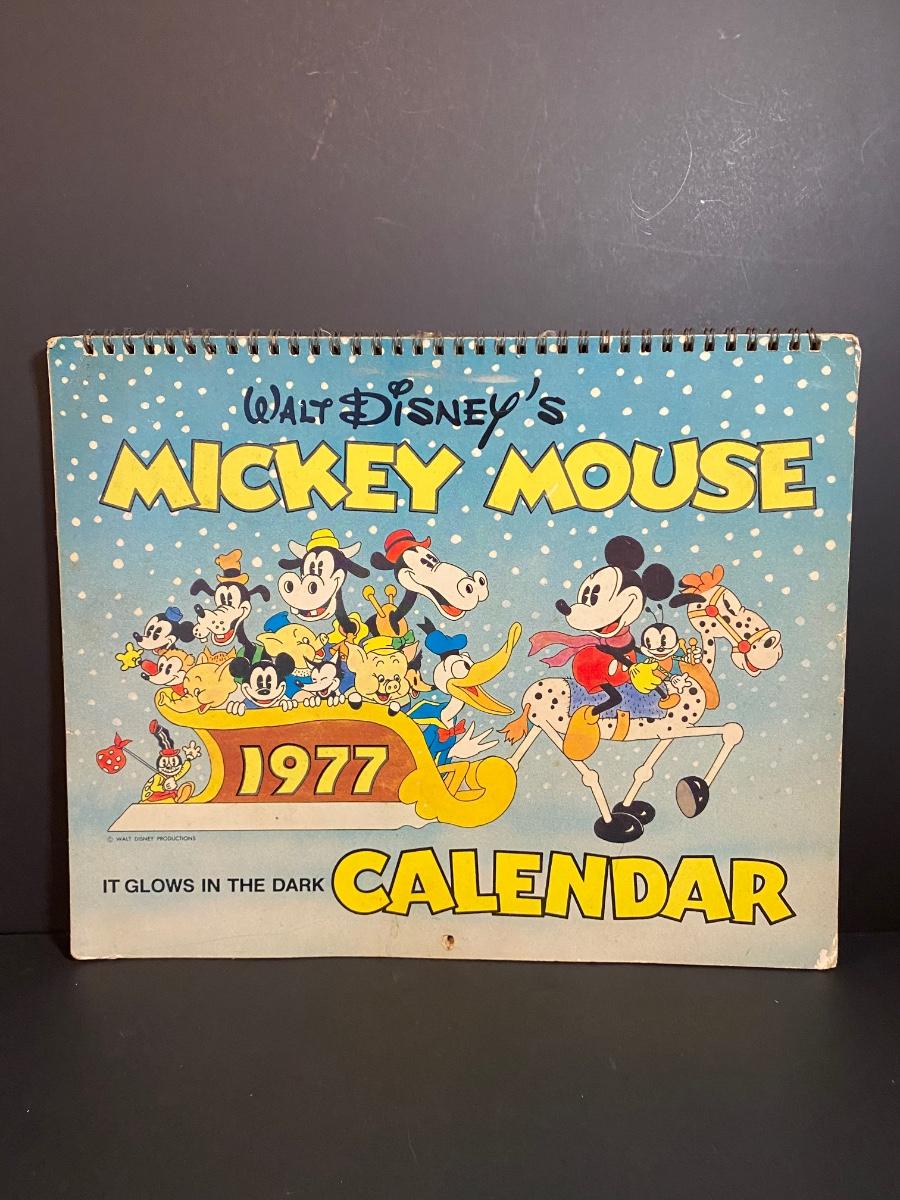 WALT DISNEY'S
MICKEY MOUSE
1977
© WALT DISNEY PRODUCTIONS
IT GLOWS IN THE DARK CALENDAR